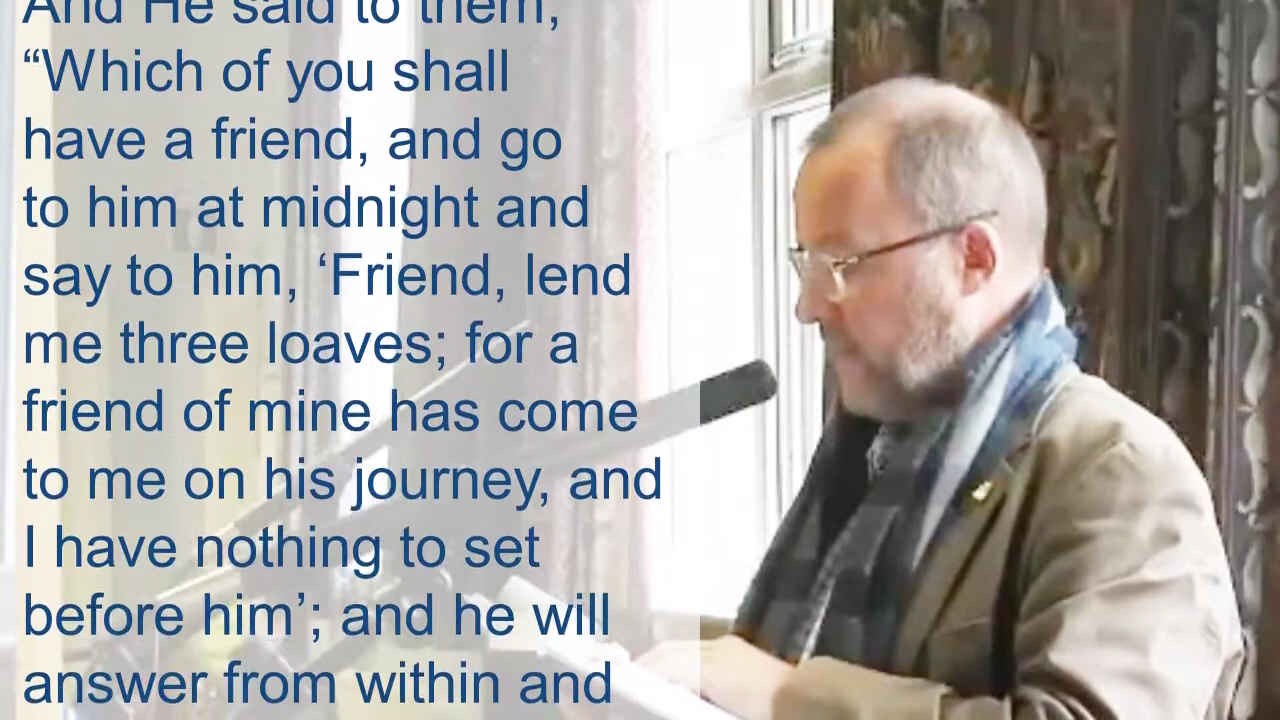 And He said to them,
“Which of you shall
have a friend, and go
to him at midnight and
say to him, ‘Friend, lend
me three loaves; for a
friend of mine has come
to me on his journey, and
I have nothing to set
before him’; and he will
answer from within and